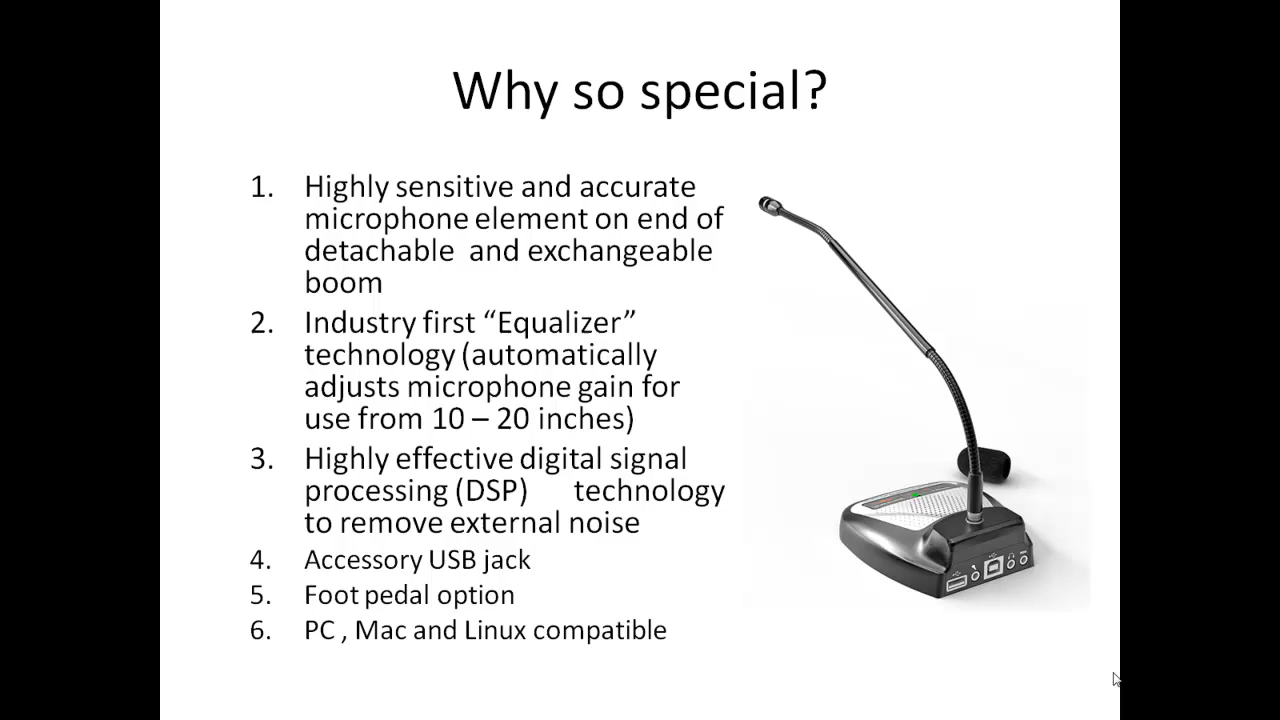 Why so special?
1. Highly sensitive and accurate
microphone element on end of
detachable  and exchangeable
boom
2. Industry first “Equalizer”
technology (automatically
adjusts microphone gain for
use from 10 – 20 inches)
3. Highly effective digital signal
processing (DSP)     technology
to remove external noise
4. Accessory USB jack
5. Foot pedal option
6. PC , Mac and Linux compatible